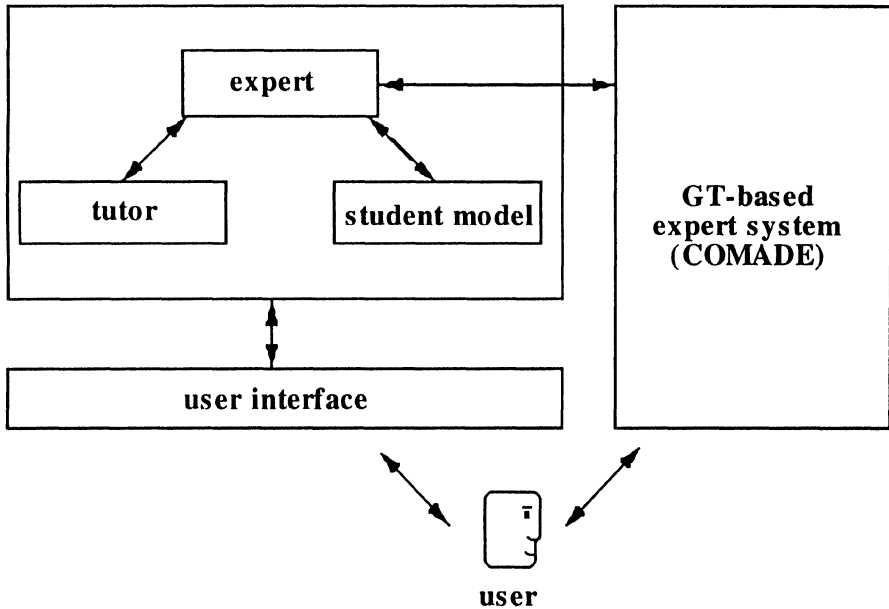 expert
tutor
student model
GT-based
expert system
(COMADE)
user interface
user